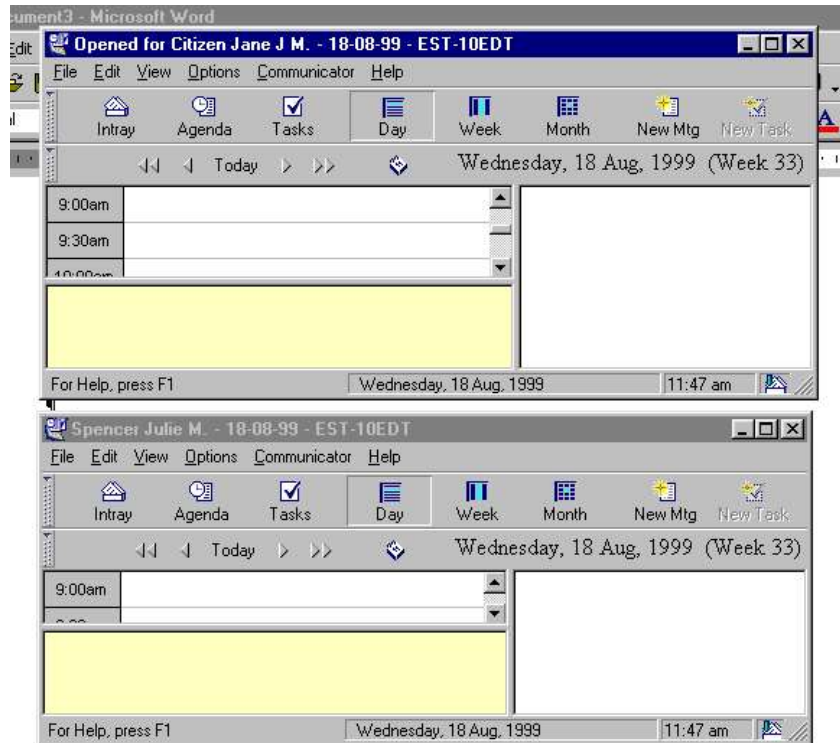 cument3 - Microsoft Word
Edit
Opened for Citizen Jane J M. - 18-08-99 - EST-10EDT
File Edit View Options Communicator Help
Intray Agenda Tasks Day Week Month New Mtg New Task
Today Wednesday, 18 Aug, 1999 (Week 33)
9:00am
9:30am
10:00am
For Help, press F1 Wednesday, 18 Aug, 1999 11:47 am
Spencer Julie M. - 18-08-99 - EST-10EDT
File Edit View Options Communicator Help
Intray Agenda Tasks Day Week Month New Mtg New Task
Today Wednesday, 18 Aug, 1999 (Week 33)
9:00am
For Help, press F1 Wednesday, 18 Aug, 1999 11:47 am